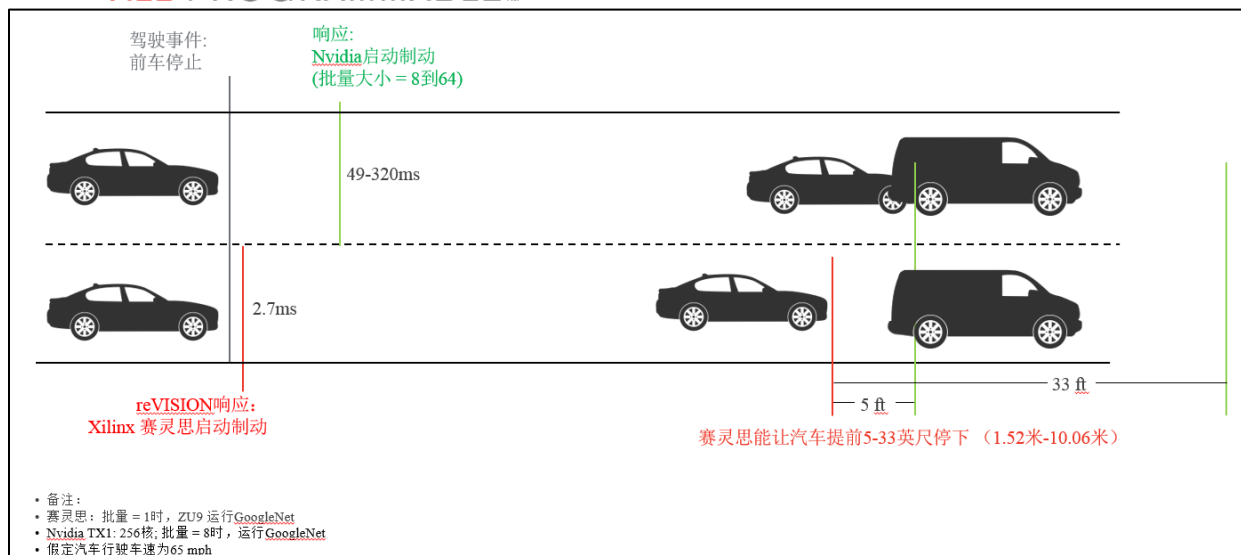 驾驶事件:
前车停止
响应:
Nvidia启动制动
(批量大小 = 8到64)
49-320ms
2.7ms
33 ft
5 ft
reVISION响应：
Xilinx 赛灵思启动制动
赛灵思能让汽车提前5-33英尺停下 （1.52米-10.06米）
• 备注：
• 赛灵思：批量 = 1时，ZU9 运行GoogleNet
• Nvidia TX1: 256核; 批量 = 8时，运行GoogleNet
• 假定汽车行驶车速为65 mph